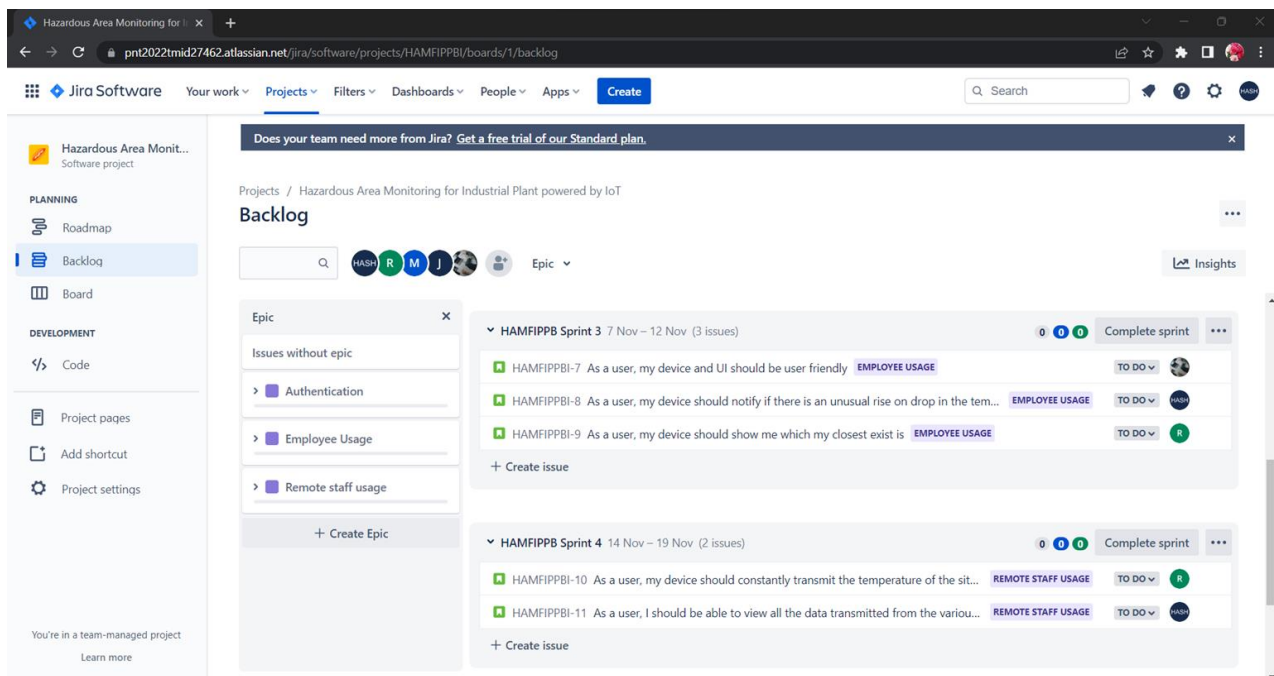 Hazardous Area Monitoring for I
pnt2022tmid27462.atlassian.net/jira/software/projects/HAMFIPPBI/boards/1/backlog
Jira Software Your work Projects Filters Dashboards People Apps Create Search HASH
Does your team need more from Jira? Get a free trial of our Standard plan.
Hazardous Area Monit...
Software project
PLANNING
Roadmap
Backlog
Board
DEVELOPMENT
Code
Project pages
Add shortcut
Project settings
You're in a team-managed project
Learn more
Projects / Hazardous Area Monitoring for Industrial Plant powered by IoT
Backlog
HASH R M J Epic Insights
Epic
Issues without epic
Authentication
Employee Usage
Remote staff usage
+ Create Epic
HAMFIPPB Sprint 3 7 Nov – 12 Nov (3 issues) 0 0 0 Complete sprint
HAMFIPPBI-7 As a user, my device and UI should be user friendly EMPLOYEE USAGE TO DO
HAMFIPPBI-8 As a user, my device should notify if there is an unusual rise on drop in the tem... EMPLOYEE USAGE TO DO HASH
HAMFIPPBI-9 As a user, my device should show me which my closest exist is EMPLOYEE USAGE TO DO R
+ Create issue
HAMFIPPB Sprint 4 14 Nov – 19 Nov (2 issues) 0 0 0 Complete sprint
HAMFIPPBI-10 As a user, my device should constantly transmit the temperature of the sit... REMOTE STAFF USAGE TO DO R
HAMFIPPBI-11 As a user, I should be able to view all the data transmitted from the variou... REMOTE STAFF USAGE TO DO HASH
+ Create issue